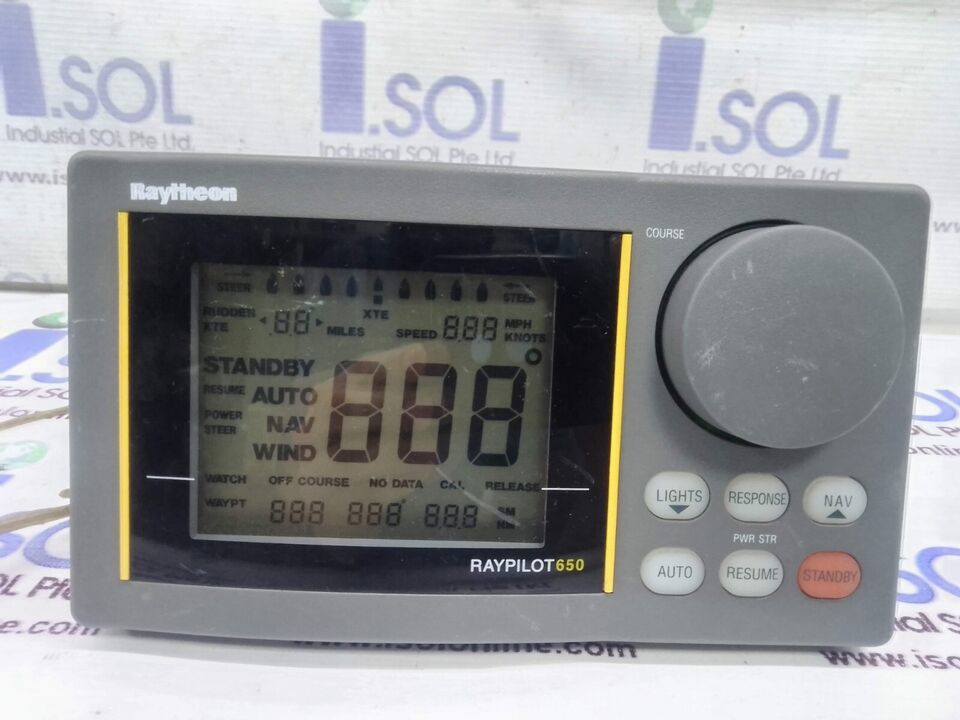 i.SOL i.SOL i.SOL
Industial SOL Pte Ltd. Industial SOL Pte Ltd Industial SOL Pte Ltd.
Raytheon
COURSE
STEER STEER
XTE
RUDDER 88 MILES SPEED 888 MPH
XTE KNOTS
STANDBY
RESUME AUTO 888
POWER STEER NAV
WIND
WATCH OFF COURSE NO DATA CAL RELEASE
WAYPT 888 888° 888 SM
NM
RAYPILOT650
LIGHTS RESPONSE NAV
PWR STR
AUTO RESUME STANDBY
www.isolonline.com